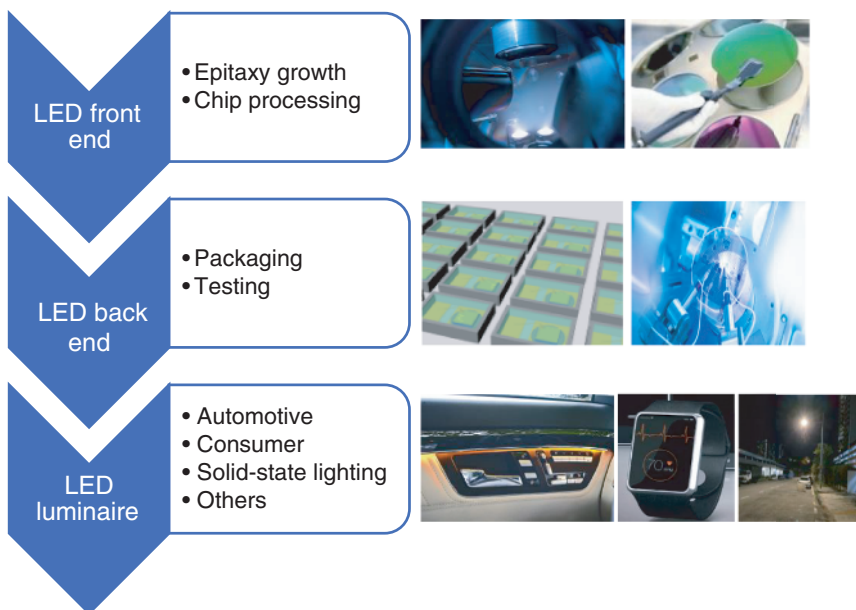 LED front
end
• Epitaxy growth
• Chip processing
LED back
end
• Packaging
• Testing
LED
luminaire
• Automotive
• Consumer
• Solid-state lighting
• Others
70